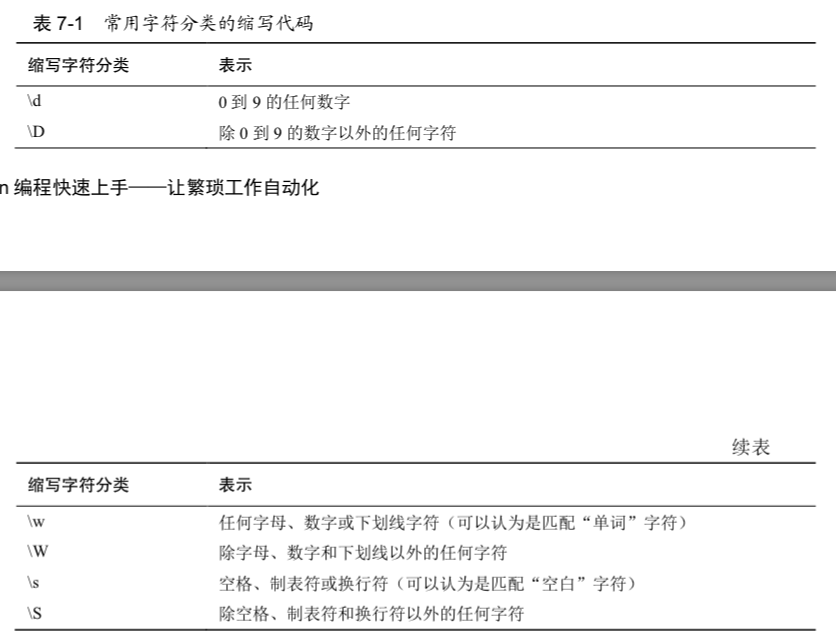 表 7-1 常用字符分类的缩写代码
缩写字符分类 表示
\d 0 到 9 的任何数字
\D 除 0 到 9 的数字以外的任何字符
n 编程快速上手——让繁琐工作自动化
续表
缩写字符分类 表示
\w 任何字母、数字或下划线字符（可以认为是匹配“单词”字符）
\W 除字母、数字和下划线以外的任何字符
\s 空格、制表符或换行符（可以认为是匹配“空白”字符）
\S 除空格、制表符和换行符以外的任何字符